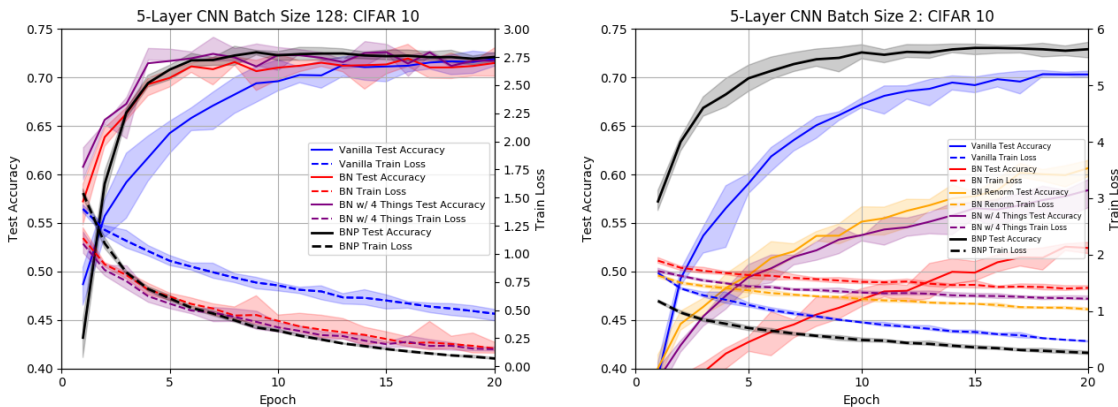 5-Layer CNN Batch Size 128: CIFAR 10
0.75
0.70
0.65
0.60
0.55
0.50
0.45
0.40
Test Accuracy
3.00
2.75
2.50
2.25
2.00
1.75
1.50
1.25
1.00
0.75
0.50
0.25
0.00
Train Loss
Vanilla Test Accuracy
Vanilla Train Loss
BN Test Accuracy
BN Train Loss
BN w/ 4 Things Test Accuracy
BN w/ 4 Things Train Loss
BNP Test Accuracy
BNP Train Loss
0 5 10 15 20
Epoch
5-Layer CNN Batch Size 2: CIFAR 10
0.75
0.70
0.65
0.60
0.55
0.50
0.45
0.40
Test Accuracy
6
5
4
3
2
1
0
Train Loss
Vanilla Test Accuracy
Vanilla Train Loss
BN Test Accuracy
BN Train Loss
BN Renorm Test Accuracy
BN Renorm Train Loss
BN w/ 4 Things Test Accuracy
BN w/ 4 Things Train Loss
BNP Test Accuracy
BNP Train Loss
0 5 10 15 20
Epoch